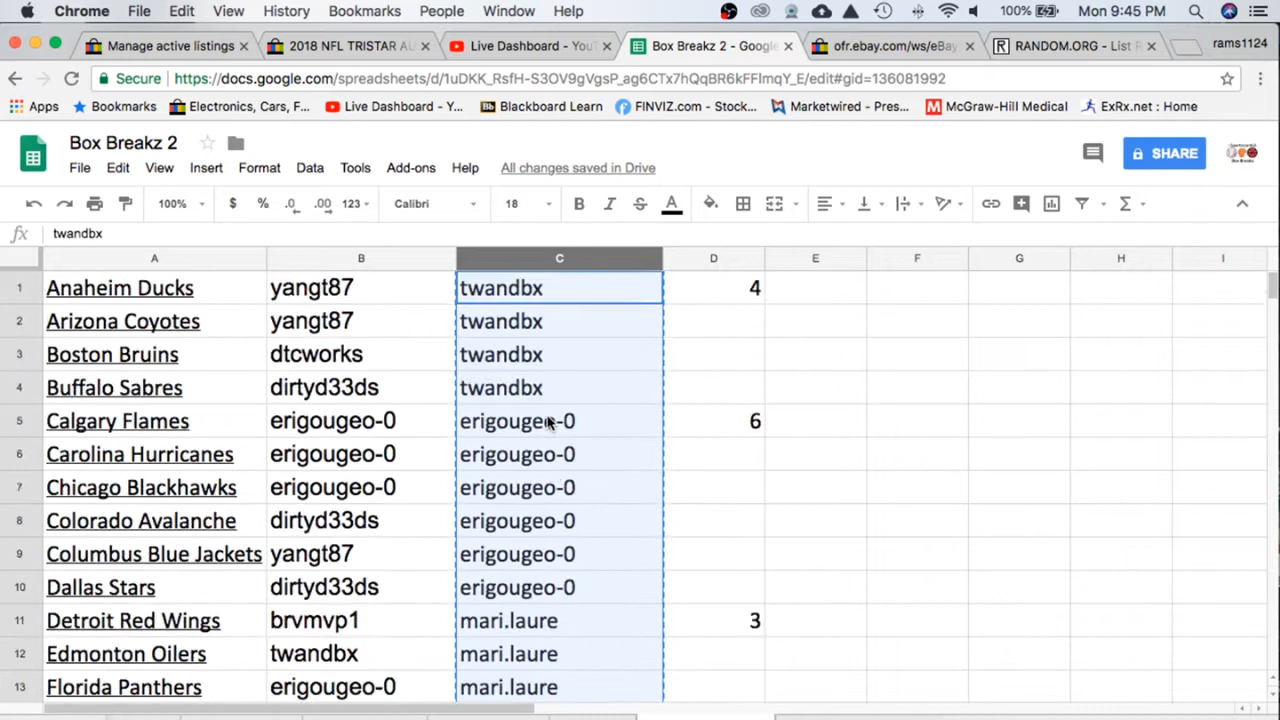 Chrome File Edit View History Bookmarks People Window Help 100% Mon 9:45 PM
Manage active listings 2018 NFL TRISTAR AU Live Dashboard - YouT Box Breakz 2 - Google ofr.ebay.com/ws/eBay RANDOM.ORG - List R rams1124
Secure https://docs.google.com/spreadsheets/d/1uDKK_RsfH-S3OV9gVgsP_ag6CTx7hQqBR6kFFImqY_E/edit#gid=136081992
Apps Bookmarks Electronics, Cars, F... Live Dashboard - Y... Blackboard Learn FINVIZ.com - Stock... Marketwired - Pres... McGraw-Hill Medical ExRx.net : Home
Box Breakz 2
File Edit View Insert Format Data Tools Add-ons Help All changes saved in Drive SHARE
100% $ % .0 .00 123 Calibri 18 B I S A
fx twandbx
A B C D E F G H I
1 Anaheim Ducks yangt87 twandbx 4
2 Arizona Coyotes yangt87 twandbx
3 Boston Bruins dtcworks twandbx
4 Buffalo Sabres dirtyd33ds twandbx
5 Calgary Flames erigougeo-0 erigougeo-0 6
6 Carolina Hurricanes erigougeo-0 erigougeo-0
7 Chicago Blackhawks erigougeo-0 erigougeo-0
8 Colorado Avalanche dirtyd33ds erigougeo-0
9 Columbus Blue Jackets yangt87 erigougeo-0
10 Dallas Stars dirtyd33ds erigougeo-0
11 Detroit Red Wings brvmvp1 mari.laure 3
12 Edmonton Oilers twandbx mari.laure
13 Florida Panthers erigougeo-0 mari.laure